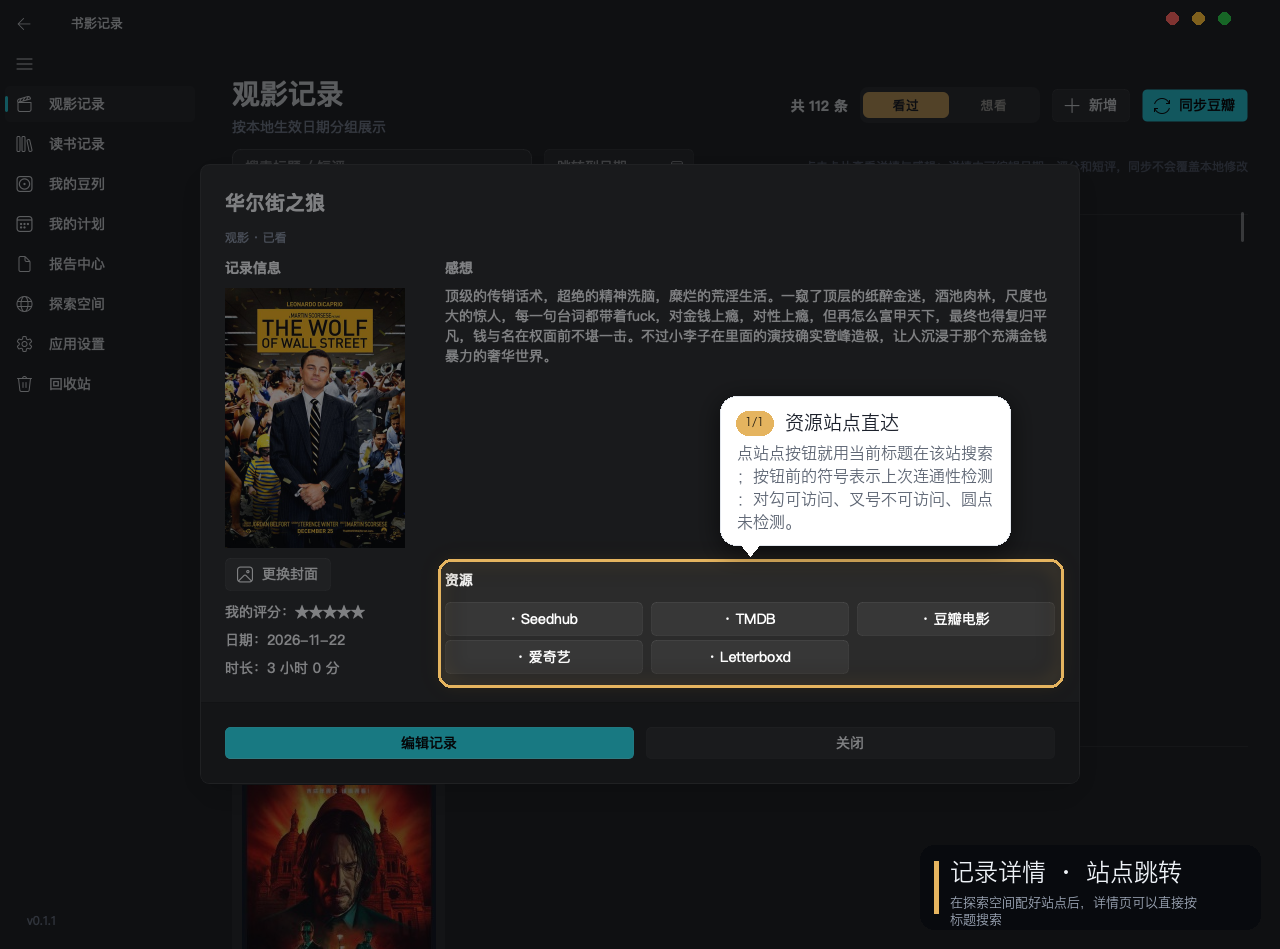 书影记录
观影记录
读书记录
我的豆列
我的计划
报告中心
探索空间
应用设置
回收站
v0.1.1
观影记录
按本地生效日期分组展示
共 112 条
看过
想看
新增
同步豆瓣
和短评，同步不会覆盖本地修改
华尔街之狼
观影 · 已看
记录信息
LEONARDO DICAPRIO
THE WOLF
OF WALL STREET
DECEMBER 25
更换封面
我的评分：★★★★★
日期：2026-11-22
时长：3 小时 0 分
感想
顶级的传销话术，超绝的精神洗脑，糜烂的荒淫生活。一窥了顶层的纸醉金迷，酒池肉林，尺度也
大的惊人，每一句台词都带着fuck，对金钱上瘾，对性上瘾，但再怎么富甲天下，最终也得复归平
凡，钱与名在权面前不堪一击。不过小李子在里面的演技确实登峰造极，让人沉浸于那个充满金钱
暴力的奢华世界。
1/1 资源站点直达
点站点按钮就用当前标题在该站搜索
；按钮前的符号表示上次连通性检测
：对勾可访问、叉号不可访问、圆点
未检测。
资源
· Seedhub
· TMDB
· 豆瓣电影
· 爱奇艺
· Letterboxd
编辑记录
关闭
记录详情 · 站点跳转
在探索空间配好站点后，详情页可以直接按
标题搜索